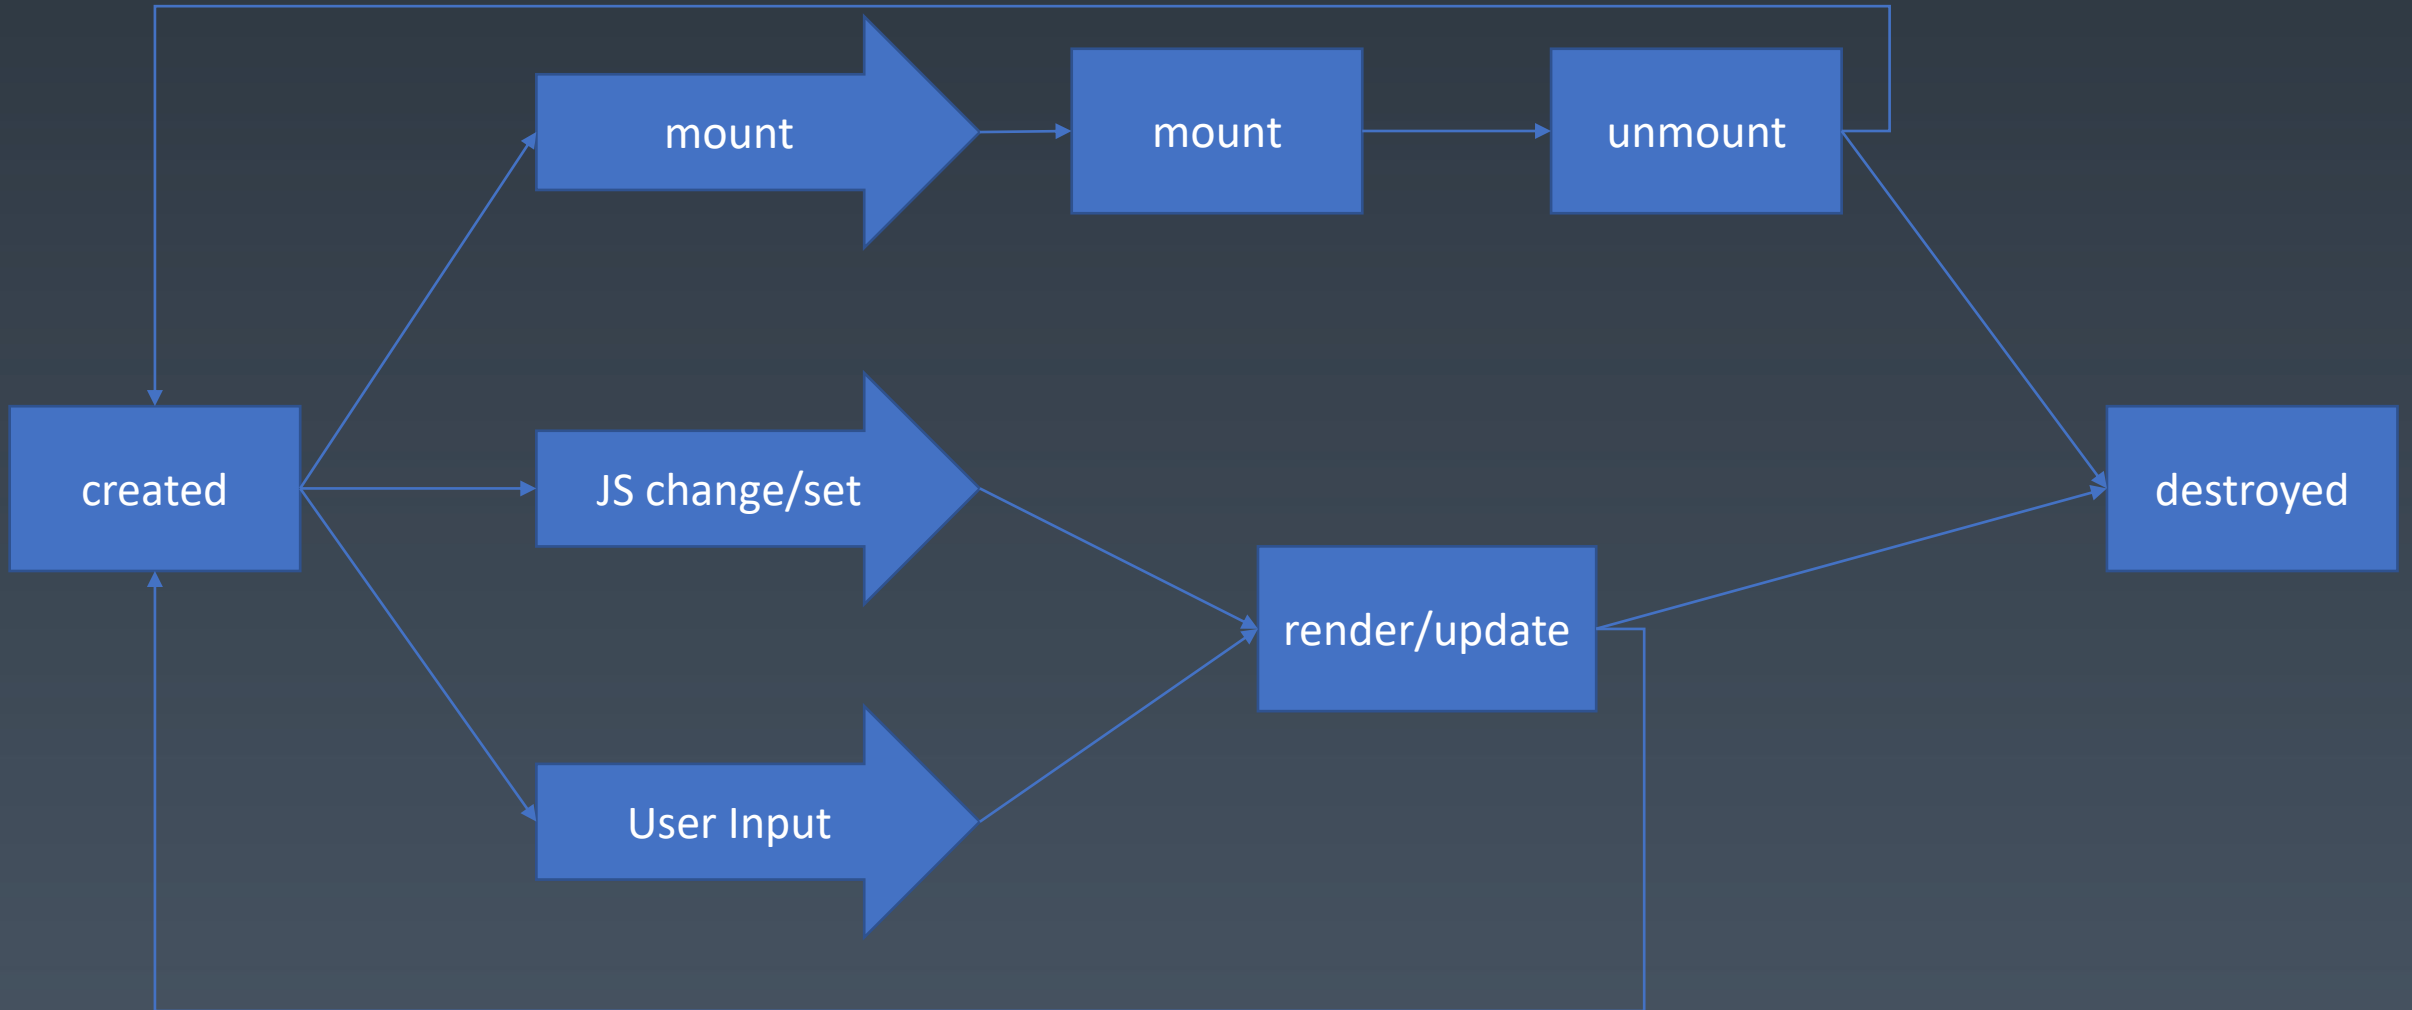 mount
mount
unmount
created
JS change/set
destroyed
render/update
User Input